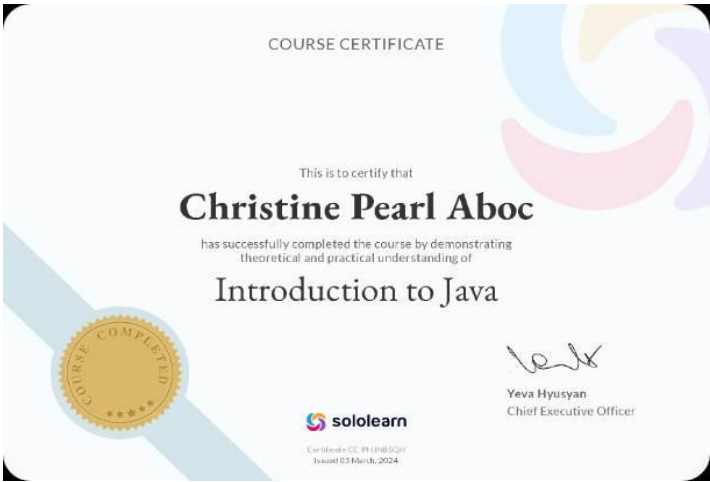 COURSE CERTIFICATE
This is to certify that
Christine Pearl Aboc
has successfully completed the course by demonstrating
theoretical and practical understanding of
Introduction to Java
COURSE COMPLETED
Yeva Hyusyan
Chief Executive Officer
sololearn
Certificate
Issued 03 March, 2024